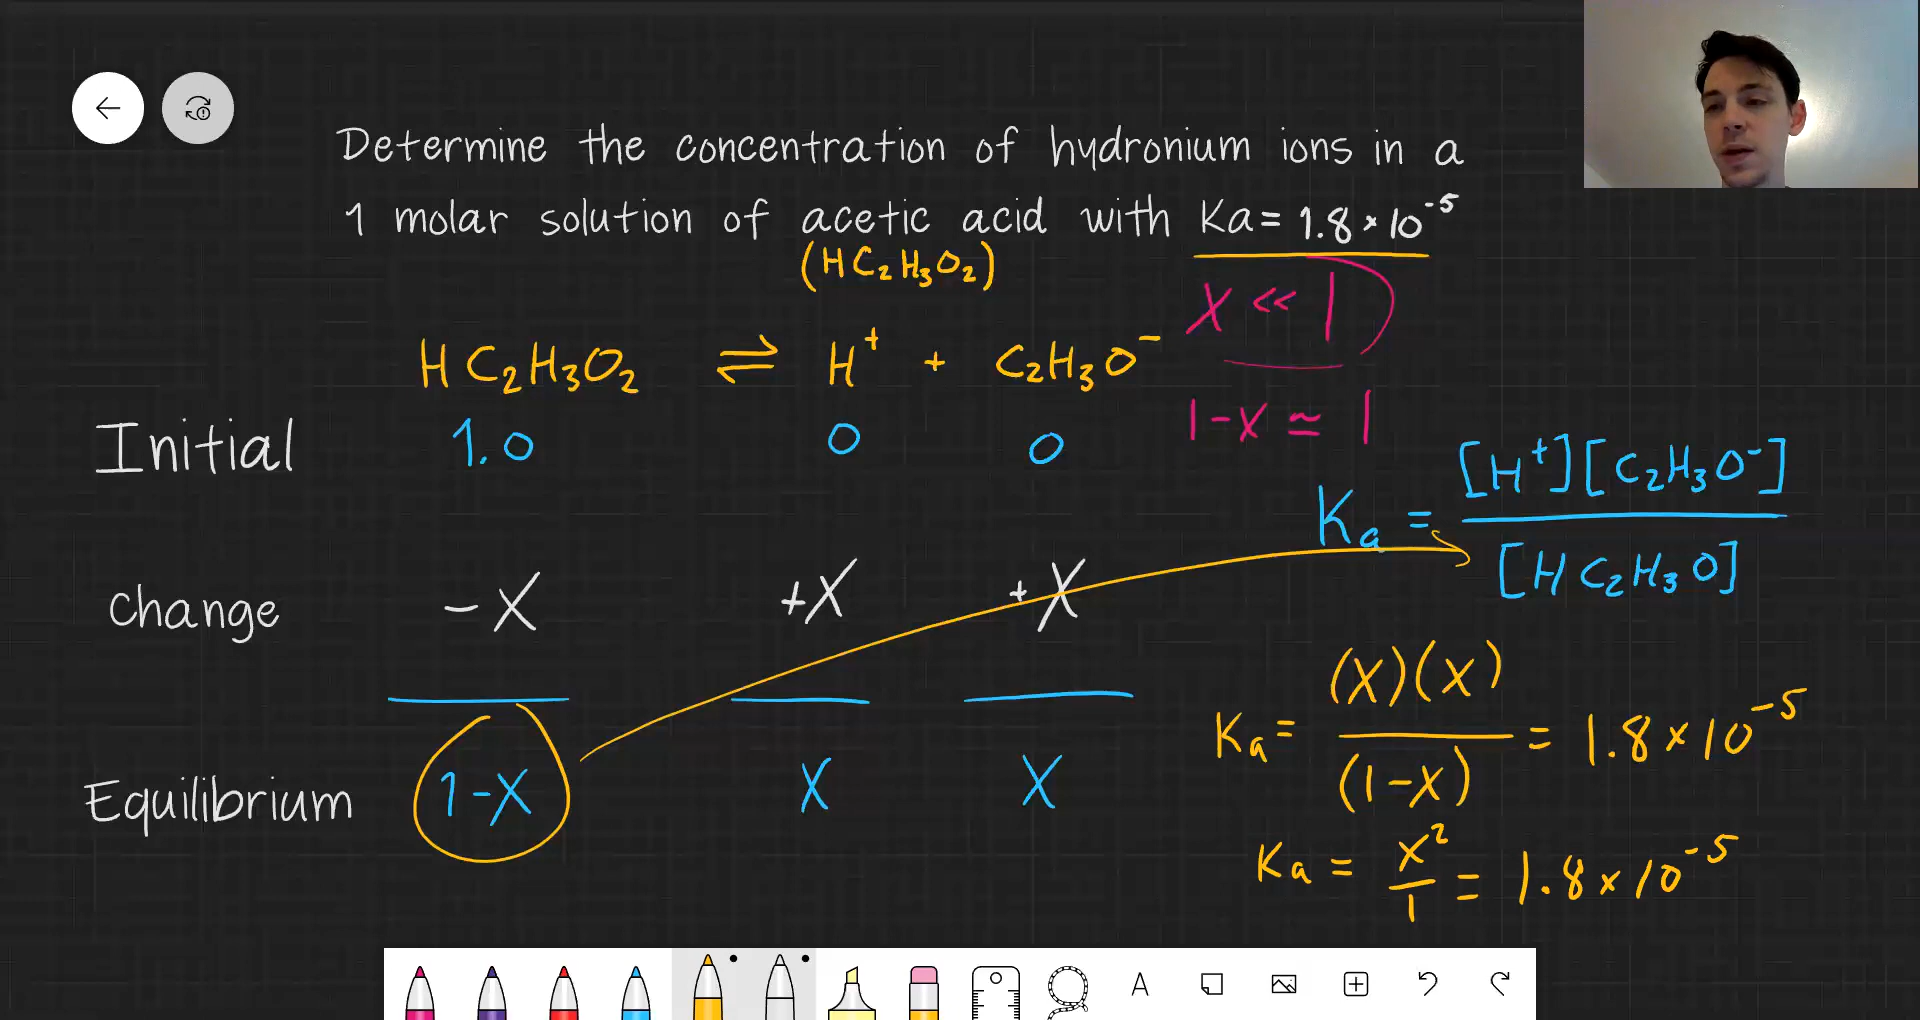 Determine the concentration of hydronium ions in a
1 molar solution of acetic acid with Ka = 1.8 × 10⁻⁵
(HC₂H₃O₂)
X << 1
HC₂H₃O₂ ⇌ H⁺ + C₂H₃O⁻
1-X ≃ 1
Initial 1.0 0 0
Ka = [H⁺][C₂H₃O⁻]
[HC₂H₃O]
Change -X +X +X
Ka = (X)(X) = 1.8 × 10⁻⁵
(1-X)
Equilibrium 1-X X X
Ka = X² = 1.8 × 10⁻⁵
1
A